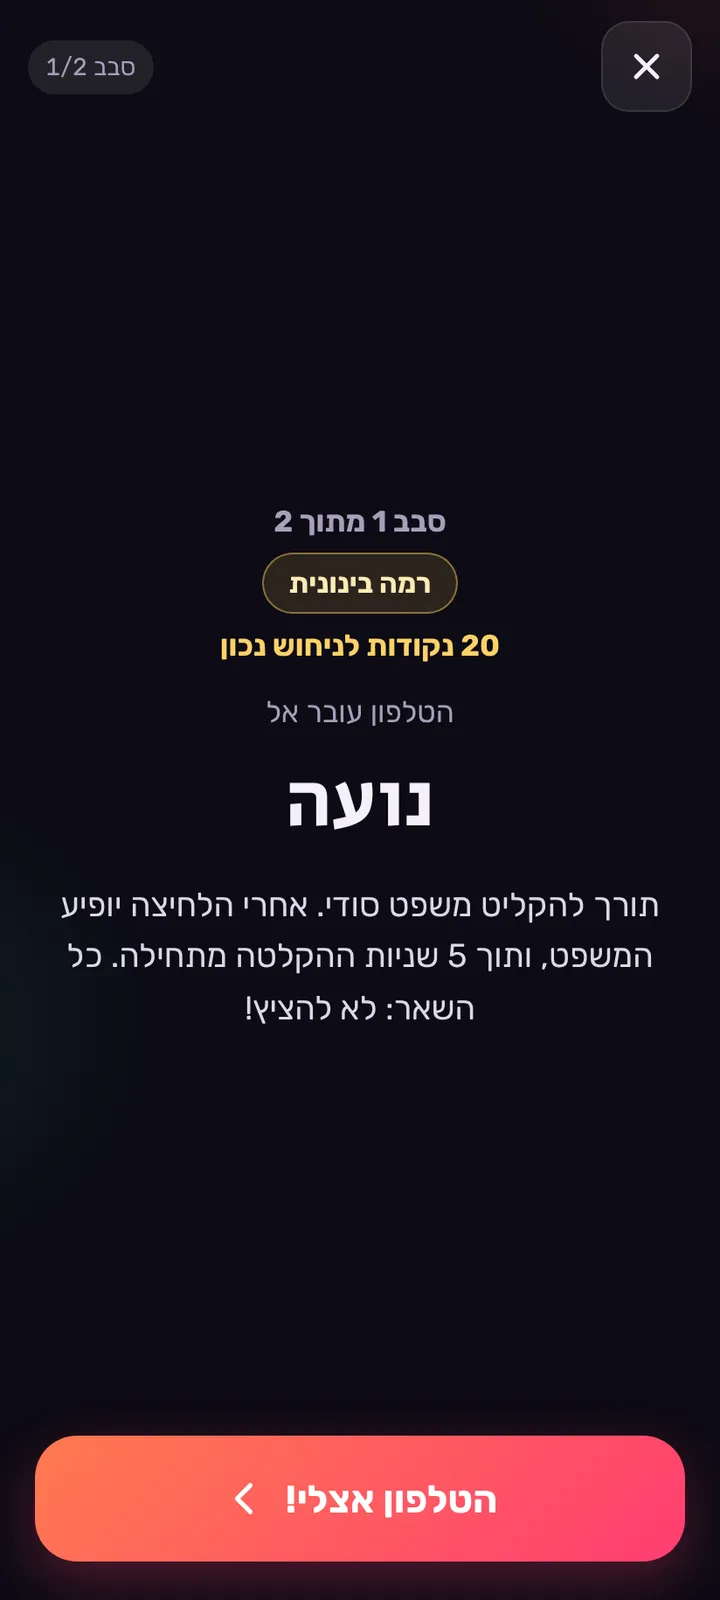 סבב 1/2
סבב 1 מתוך 2
רמה בינונית
20 נקודות לניחוש נכון
הטלפון עובר אל
נועה
תורך להקליט משפט סודי. אחרי הלחיצה יופיע
המשפט, ותוך 5 שניות ההקלטה מתחילה. כל
השאר: לא להציץ!
הטלפון אצלי!